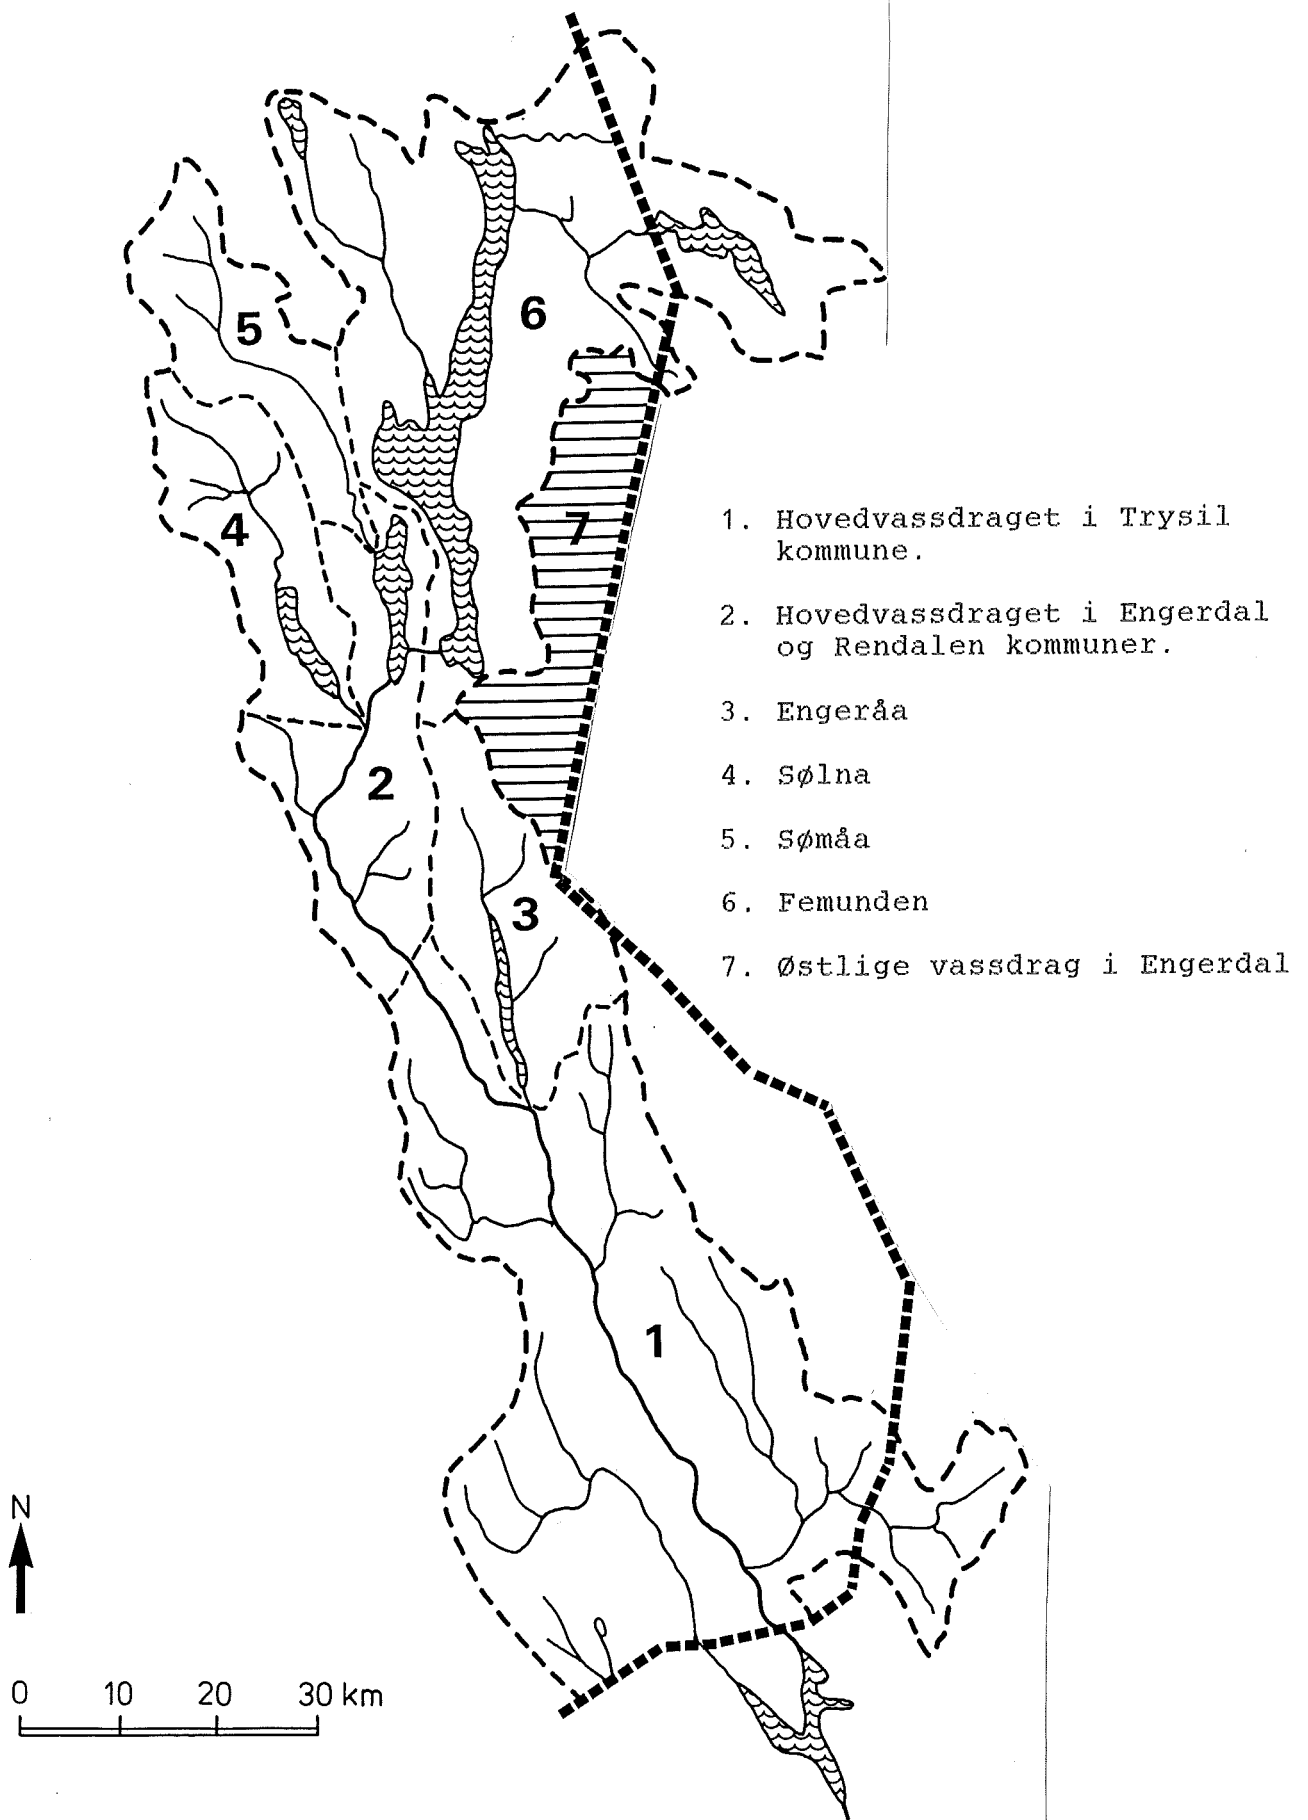 6
5
7
4
1. Hovedvassdraget i Trysil
kommune.
2. Hovedvassdraget i Engerdal
og Rendalen kommuner.
3. Engeråa
4. Sølna
5. Sømåa
6. Femunden
7. Østlige vassdrag i Engerdal
2
3
1
N
0 10 20 30 km